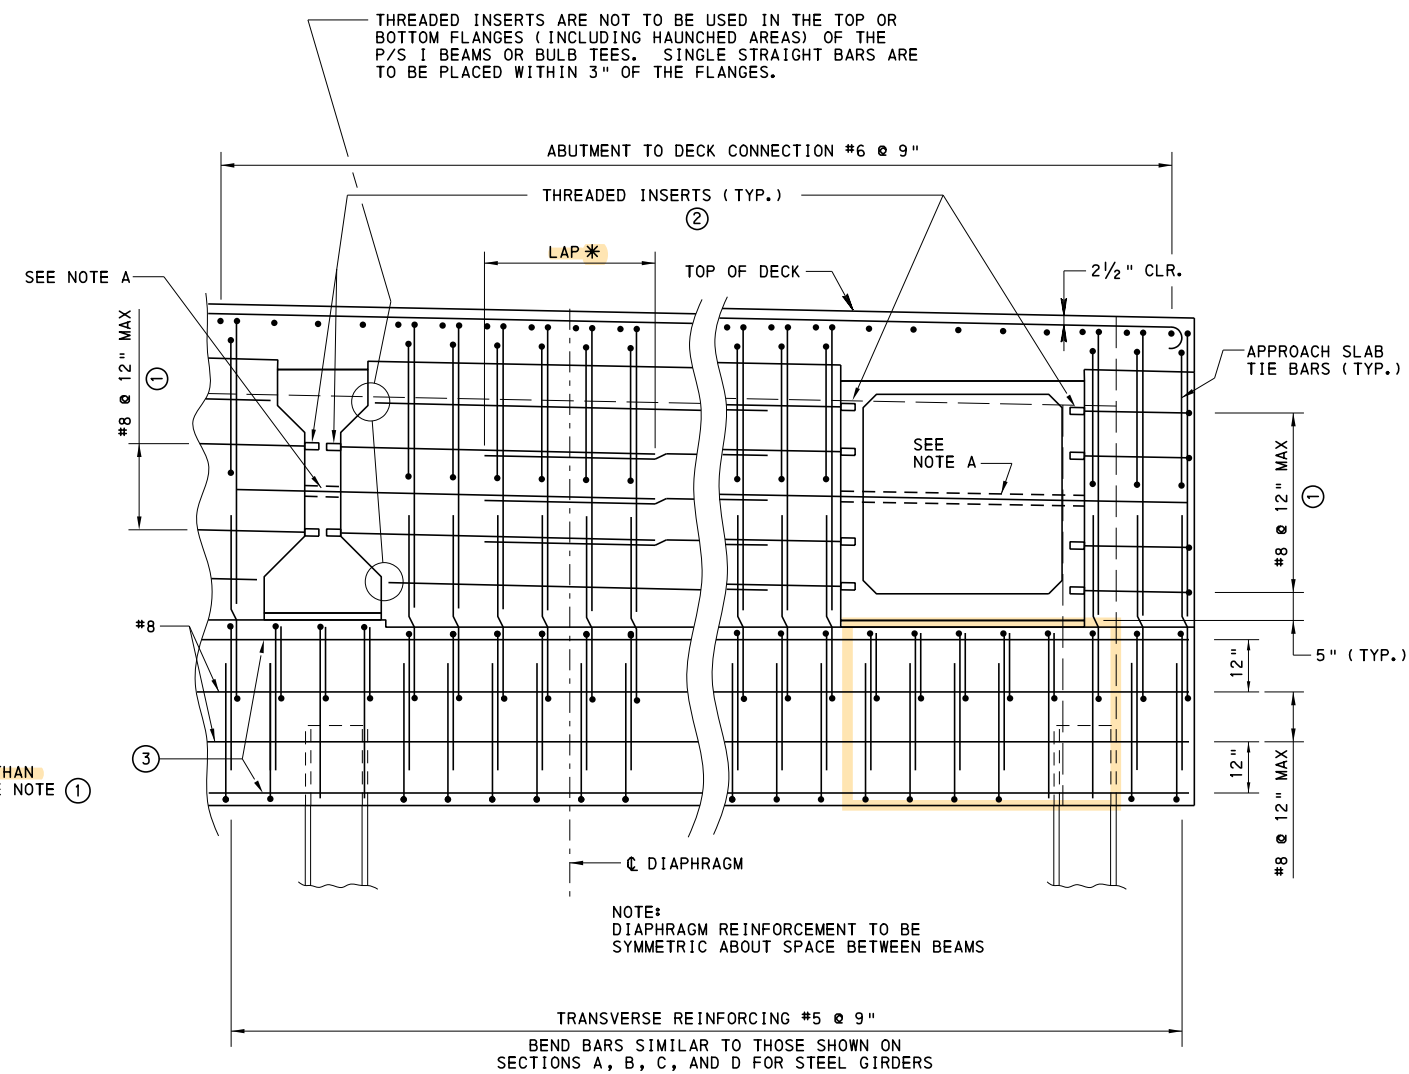 THREADED INSERTS ARE NOT TO BE USED IN THE TOP OR
BOTTOM FLANGES (INCLUDING HAUNCHED AREAS) OF THE
P/S I BEAMS OR BULB TEES. SINGLE STRAIGHT BARS ARE
TO BE PLACED WITHIN 3" OF THE FLANGES.
ABUTMENT TO DECK CONNECTION #6 @ 9"
THREADED INSERTS (TYP.)
2
LAP *
SEE NOTE A
TOP OF DECK
2½" CLR.
#8 @ 12" MAX
1
APPROACH SLAB
TIE BARS (TYP.)
SEE
NOTE A
#8 @ 12" MAX
1
#8
5" (TYP.)
12"
3
THAN
NOTE 1
12"
#8 @ 12" MAX
℄ DIAPHRAGM
NOTE:
DIAPHRAGM REINFORCEMENT TO BE
SYMMETRIC ABOUT SPACE BETWEEN BEAMS
TRANSVERSE REINFORCING #5 @ 9"
BEND BARS SIMILAR TO THOSE SHOWN ON
SECTIONS A, B, C, AND D FOR STEEL GIRDERS